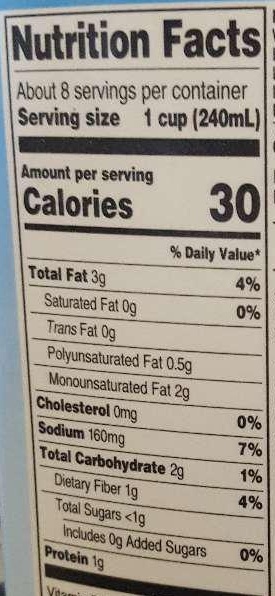 Nutrition Facts
About 8 servings per container
Serving size 1 cup (240mL)
Amount per serving
Calories 30
% Daily Value*
Total Fat 3g 4%
Saturated Fat 0g 0%
Trans Fat 0g
Polyunsaturated Fat 0.5g
Monounsaturated Fat 2g
Cholesterol 0mg 0%
Sodium 160mg 7%
Total Carbohydrate 2g 1%
Dietary Fiber 1g 4%
Total Sugars <1g
Includes 0g Added Sugars 0%
Protein 1g